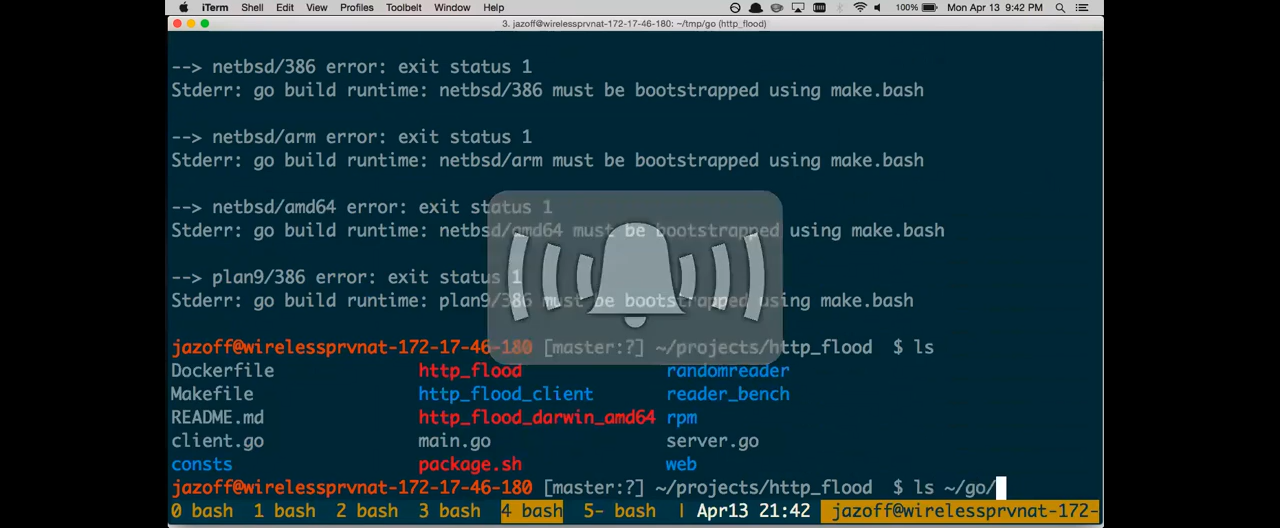 iTerm Shell Edit View Profiles Toolbelt Window Help 100% Mon Apr 13 9:42 PM
3. jazoff@wirelessprvnat-172-17-46-180: ~/tmp/go (http_flood)
--> netbsd/386 error: exit status 1
Stderr: go build runtime: netbsd/386 must be bootstrapped using make.bash
--> netbsd/arm error: exit status 1
Stderr: go build runtime: netbsd/arm must be bootstrapped using make.bash
--> netbsd/amd64 error: exit status 1
Stderr: go build runtime: netbsd/amd64 must be bootstrapped using make.bash
--> plan9/386 error: exit status 1
Stderr: go build runtime: plan9/386 must be bootstrapped using make.bash
jazoff@wirelessprvnat-172-17-46-180 [master:?] ~/projects/http_flood $ ls
Dockerfile http_flood randomreader
Makefile http_flood_client reader_bench
README.md http_flood_darwin_amd64 rpm
client.go main.go server.go
consts package.sh web
jazoff@wirelessprvnat-172-17-46-180 [master:?] ~/projects/http_flood $ ls ~/go/
0 bash 1 bash 2 bash 3 bash 4 bash 5- bash | Apr13 21:42 jazoff@wirelessprvnat-172-